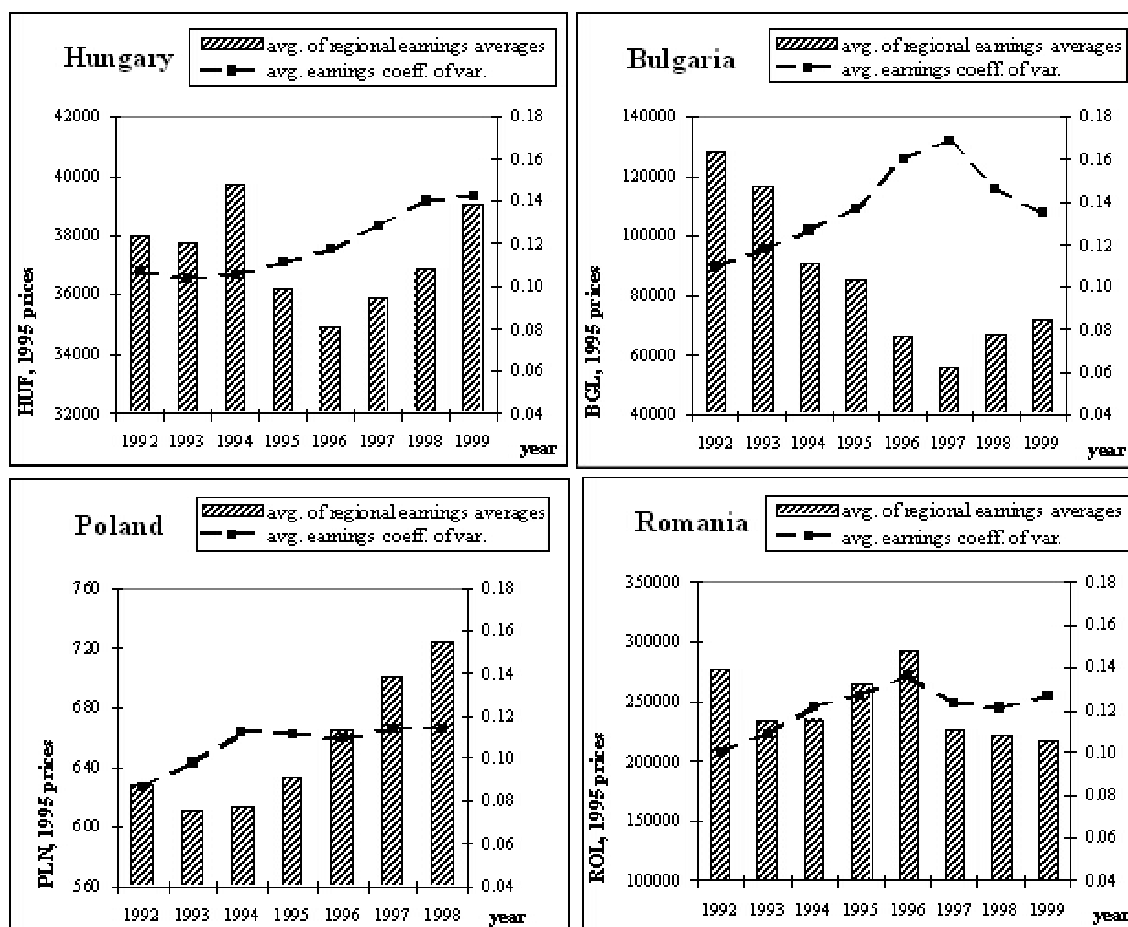 Hungary
avg. of regional earnings averages
avg. earnings coeff. of var.
42000
40000
38000
36000
34000
32000
0.18
0.16
0.14
0.12
0.10
0.08
0.06
0.04
HUF, 1995 prices
1992 1993 1994 1995 1996 1997 1998 1999
year
Bulgaria
avg. of regional earnings averages
avg. earnings coeff of var.
140000
120000
100000
80000
60000
40000
0.18
0.16
0.14
0.12
0.10
0.08
0.06
0.04
BGL, 1995 prices
1992 1993 1994 1995 1996 1997 1998 1999
year
Poland
avg. of regional earnings averages
avg. earnings coeff. of var.
760
720
680
640
600
560
0.18
0.16
0.14
0.12
0.10
0.08
0.06
0.04
PLN, 1995 prices
1992 1993 1994 1995 1996 1997 1998
year
Romania
avg. of regional earnings averages
avg. earnings coeff. of var.
350000
300000
250000
200000
150000
100000
0.18
0.16
0.14
0.12
0.10
0.08
0.06
0.04
ROL, 1995 prices
1992 1993 1994 1995 1996 1997 1998 1999
year